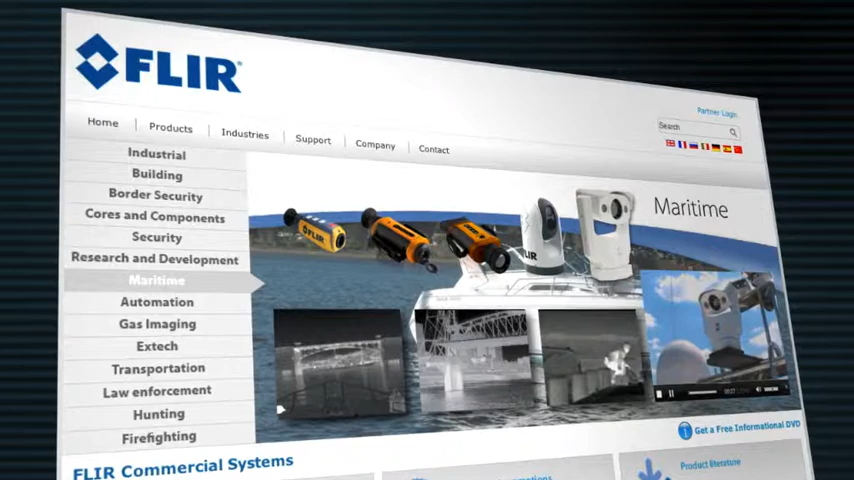 FLIR
Partner Login
Search
Home
Products
Industries
Support
Company
Contact
Industrial
Building
Border Security
Cores and Components
Security
Research and Development
Maritime
Automation
Gas Imaging
Extech
Transportation
Law enforcement
Hunting
Firefighting
Maritime
FLIR
FLIR
Get a Free Informational DVD
FLIR Commercial Systems
Product literature